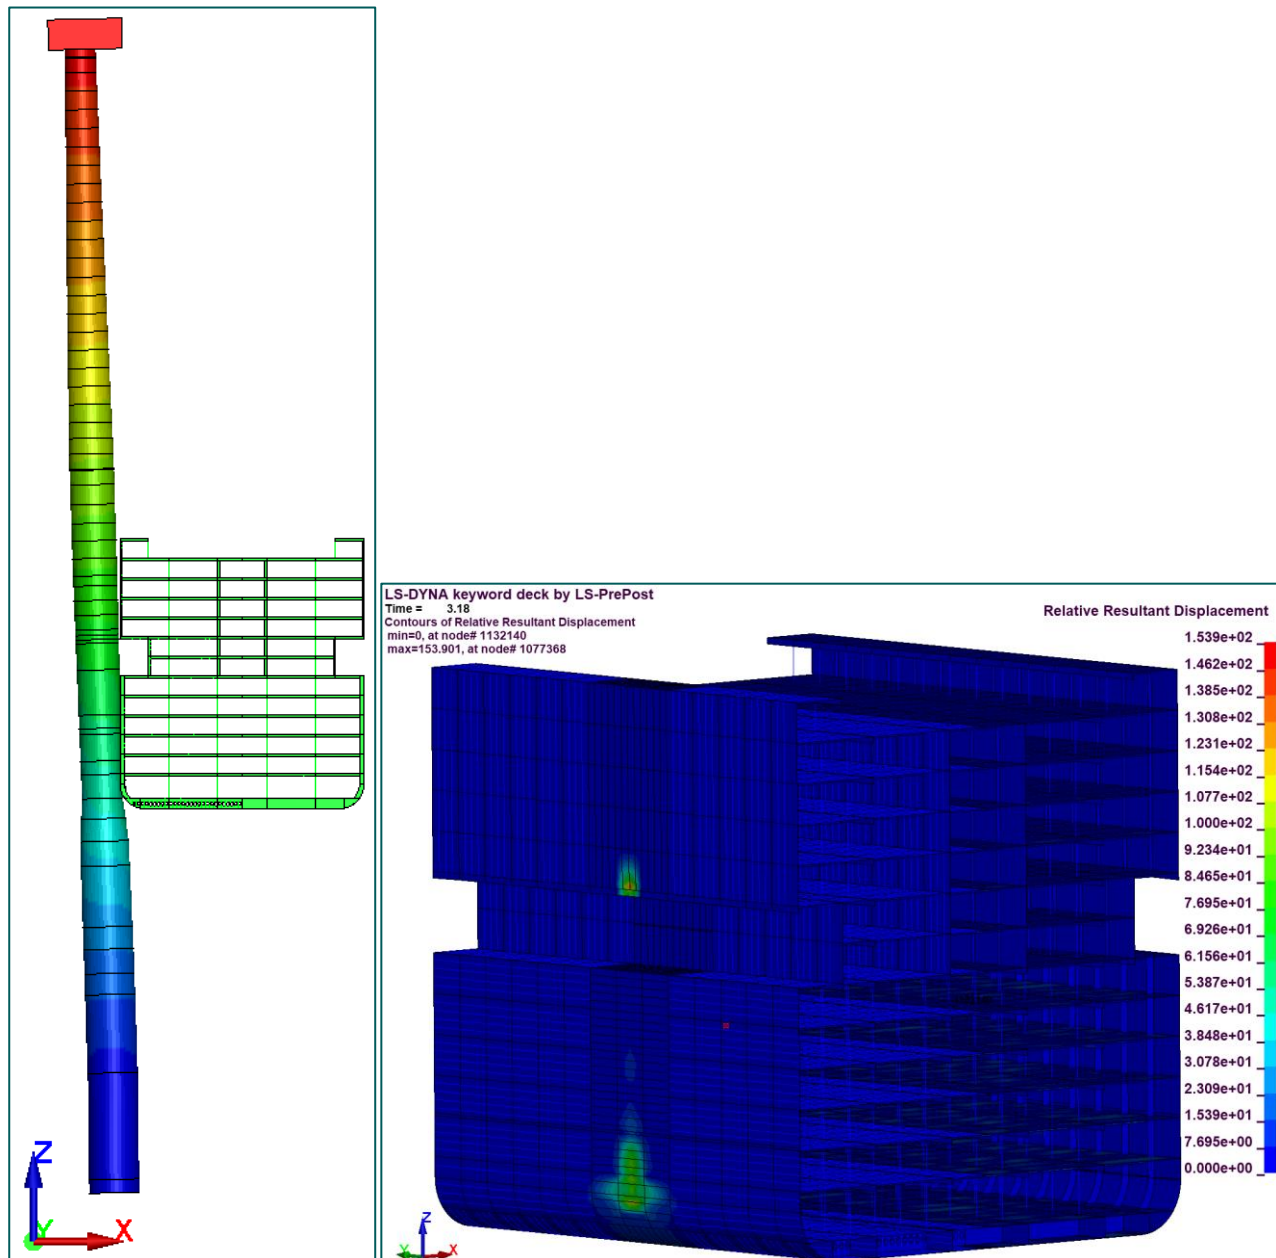 Z
Y
X
LS-DYNA keyword deck by LS-PrePost
Time = 3.18
Contours of Relative Resultant Displacement
min=0, at node# 1132140
max=153.901, at node# 1077368
Relative Resultant Displacement
1.539e+02
1.462e+02
1.385e+02
1.308e+02
1.231e+02
1.154e+02
1.077e+02
1.000e+02
9.234e+01
8.465e+01
7.695e+01
6.926e+01
6.156e+01
5.387e+01
4.617e+01
3.848e+01
3.078e+01
2.309e+01
1.539e+01
7.695e+00
0.000e+00
Z
Y
X